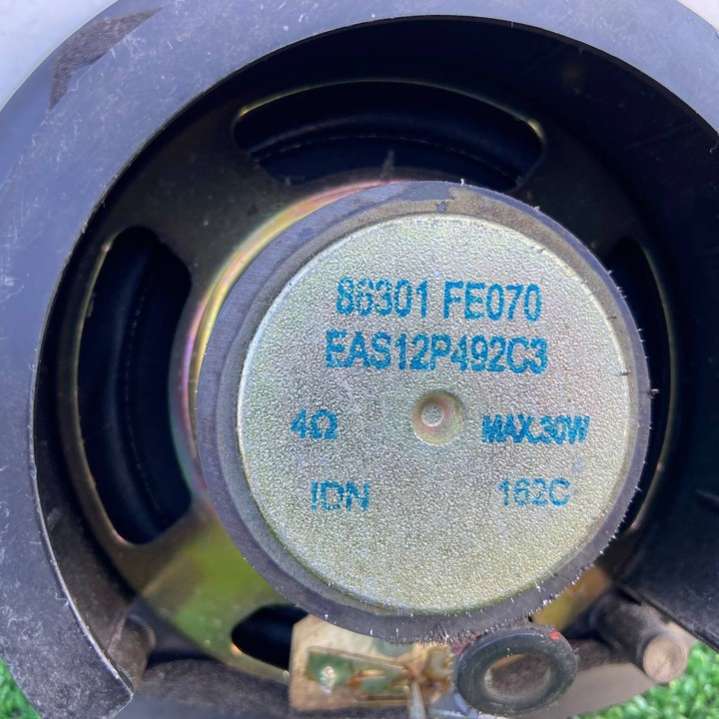 86301 FE070
EAS12P492C3
4Ω MAX.30W
IDN 162C